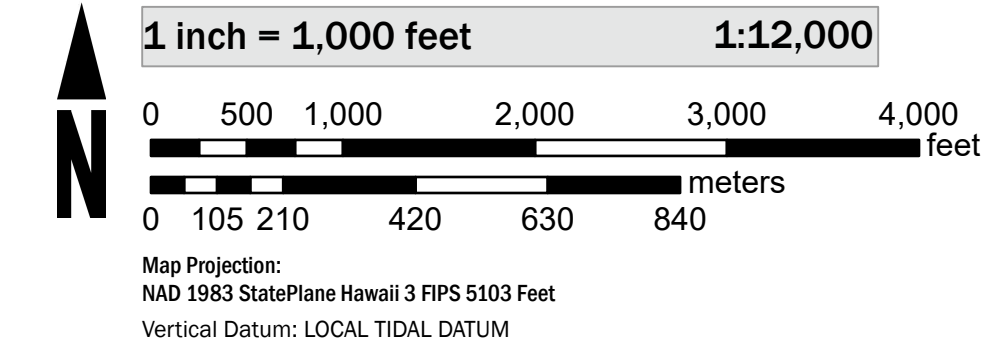 1 inch = 1,000 feet 1:12,000
0 500 1,000 2,000 3,000 4,000
feet
N
meters
0 105 210 420 630 840
Map Projection:
NAD 1983 StatePlane Hawaii 3 FIPS 5103 Feet
Vertical Datum: LOCAL TIDAL DATUM